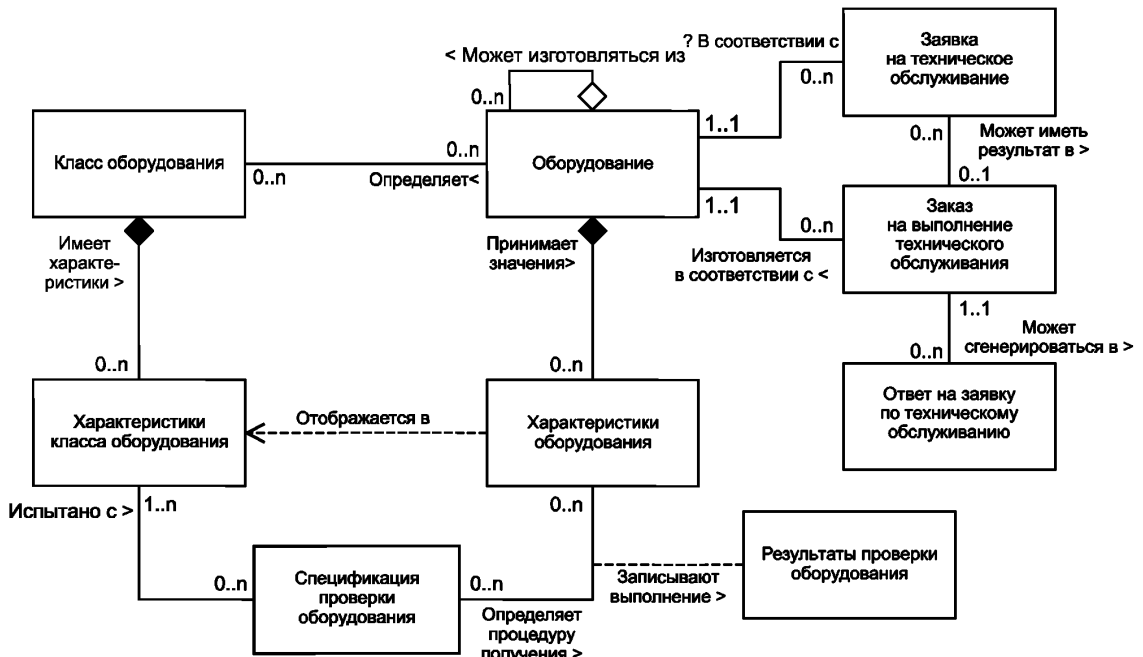 ? В соответствии с
Заявка
на техническое
обслуживание
< Может изготовляться из
0..n
0..n
1..1
0..n
Может иметь
результат в >
Класс оборудования
0..n
Оборудование
0..n
Определяет<
0..1
1..1
Заказ
на выполнение
технического
обслуживания
0..n
Имеет
характе-
ристики >
Принимает
значения>
Изготовляется
в соответствии с <
1..1
Может
сгенерироваться в >
0..n
0..n
0..n
Ответ на заявку
по техническому
обслуживанию
Характеристики
класса оборудования
Отображается в
Характеристики
оборудования
Испытано с >
1..n
0..n
Результаты проверки
оборудования
0..n
Спецификация
проверки
оборудования
0..n
Записывают
выполнение >
Определяет
процедуру
получения >